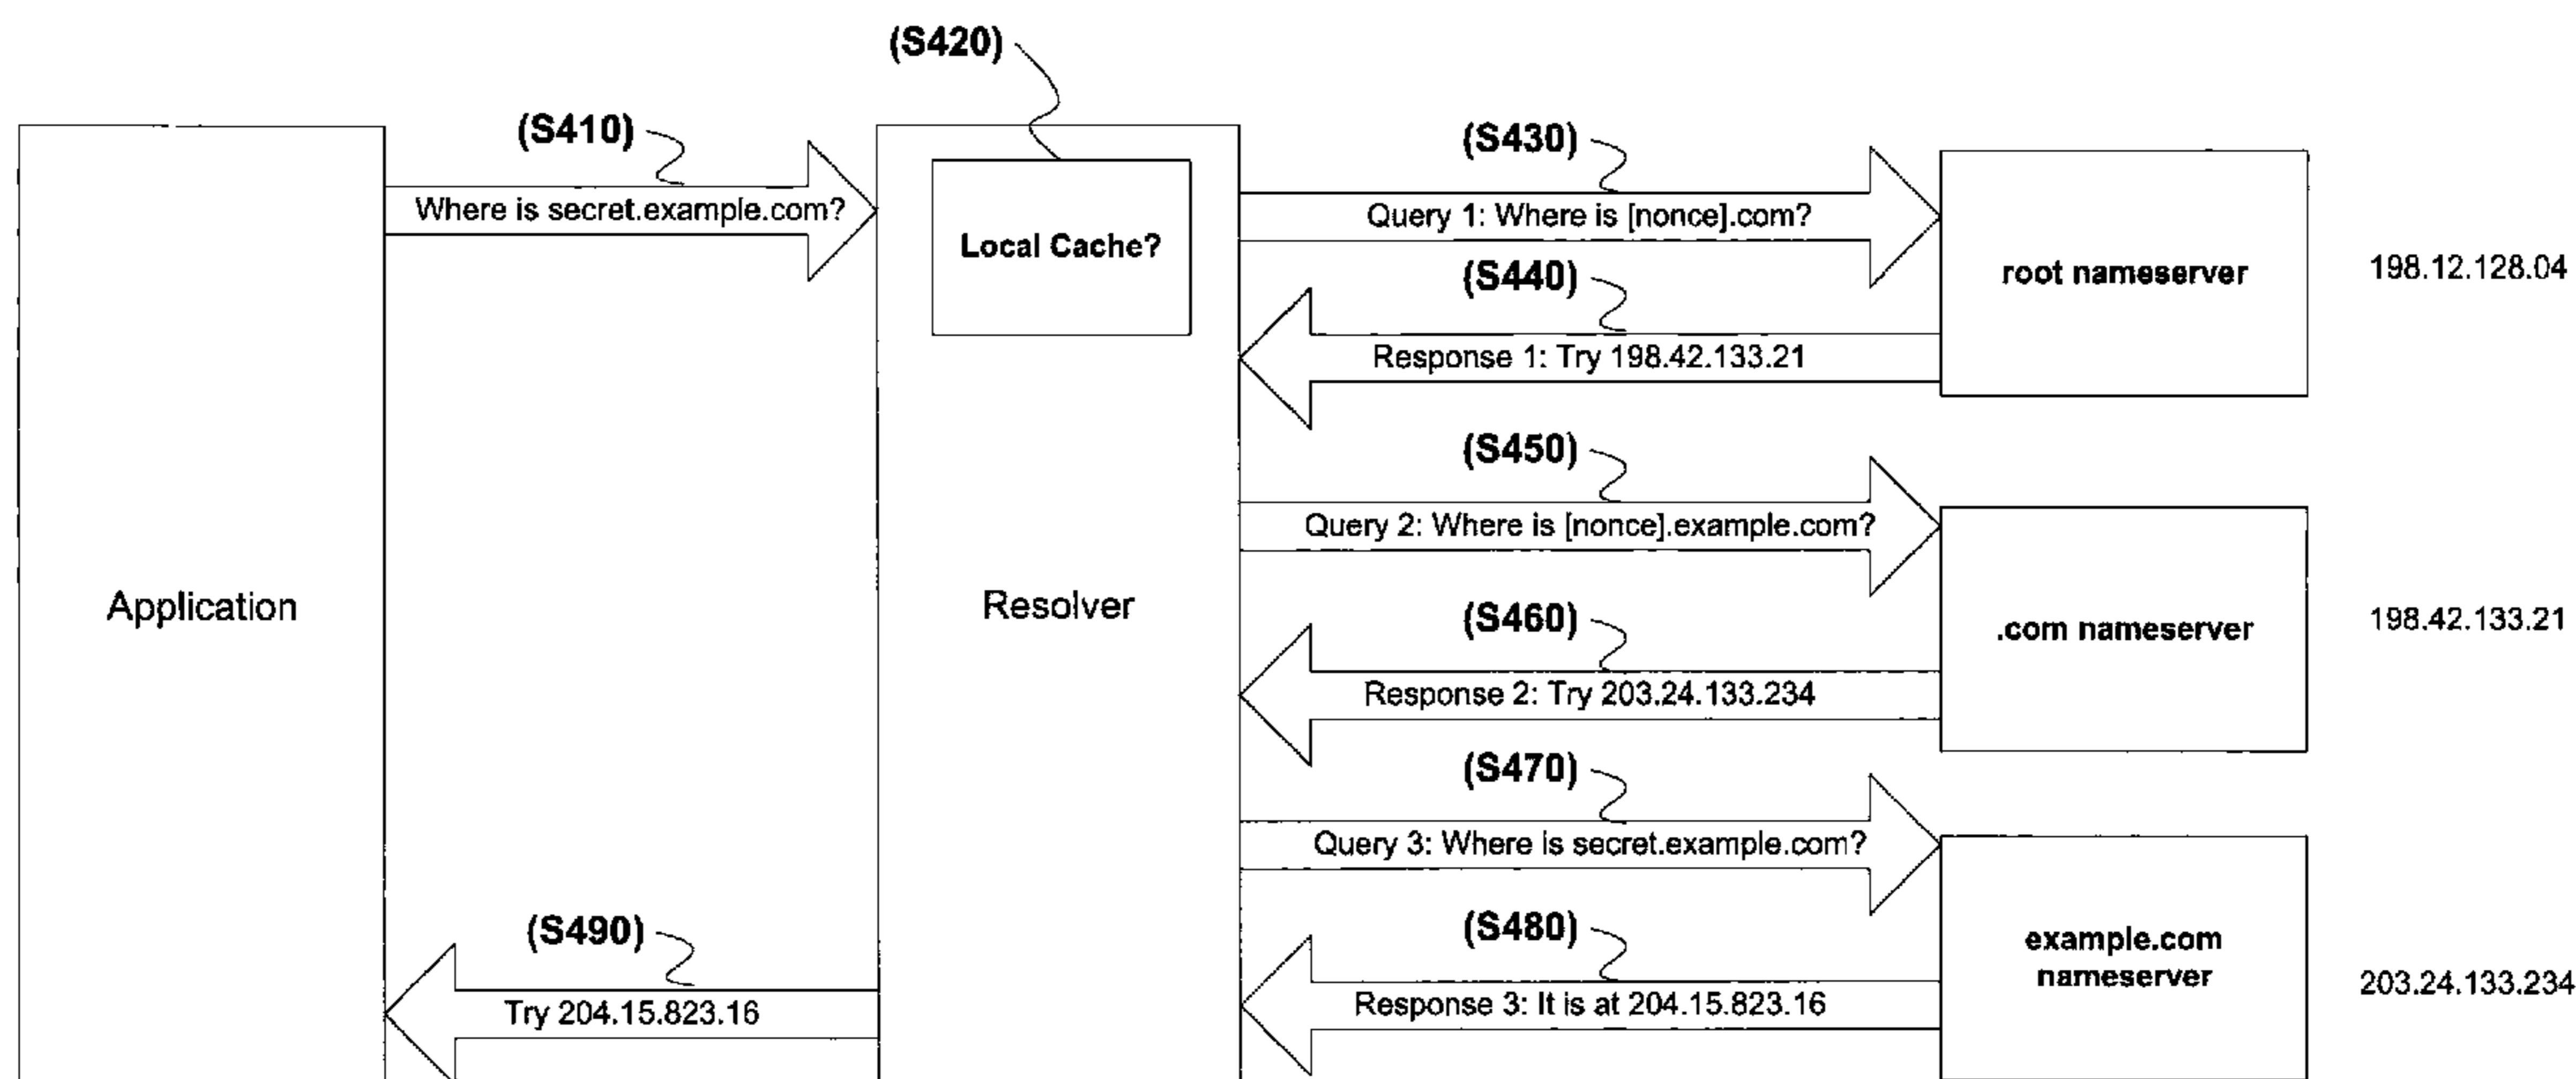 (S420)
(S410)
Where is secret.example.com?
Local Cache?
(S430)
Query 1: Where is [nonce].com?
(S440)
Response 1: Try 198.42.133.21
root nameserver
198.12.128.04
(S450)
Query 2: Where is [nonce].example.com?
(S460)
Response 2: Try 203.24.133.234
.com nameserver
198.42.133.21
Application
Resolver
(S470)
Query 3: Where is secret.example.com?
(S480)
Response 3: It is at 204.15.823.16
example.com
nameserver
203.24.133.234
(S490)
Try 204.15.823.16